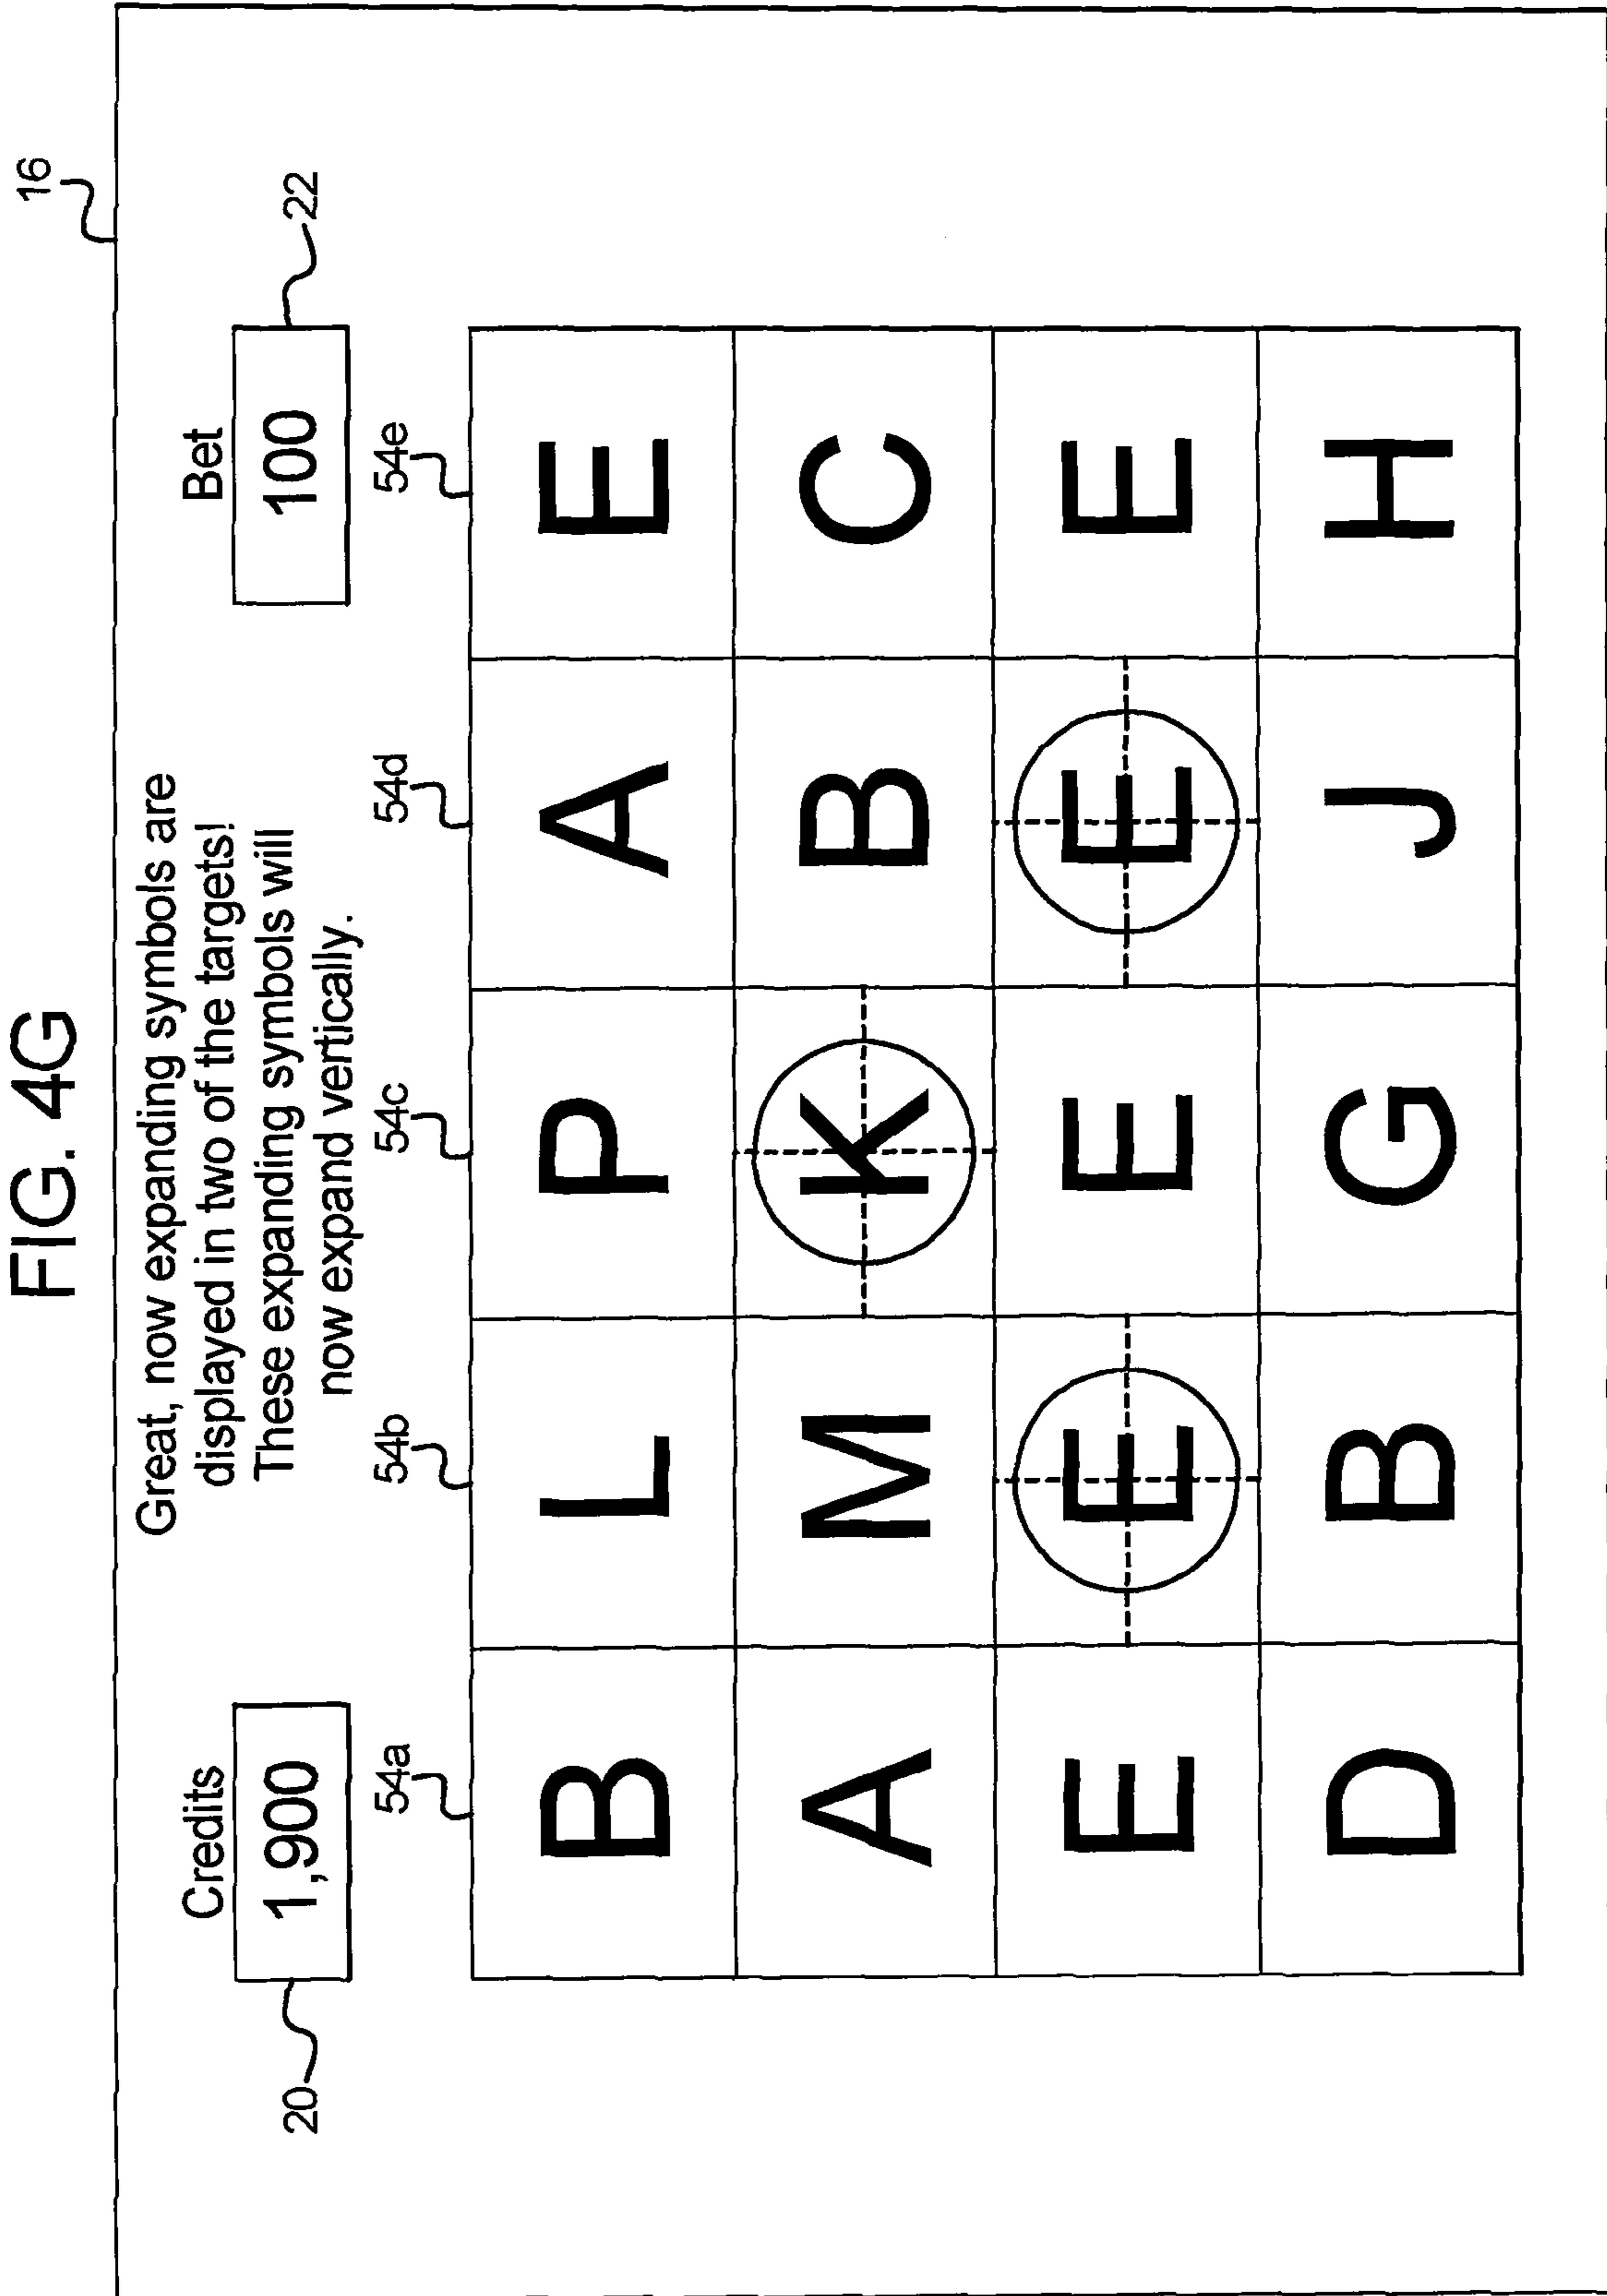 FIG. 4G
16
Great, now expanding symbols are
displayed in two of the targets!
These expanding symbols will
now expand vertically.
Credits
1,900
20
Bet
100
22
54a 54b 54c 54d 54e
B L P A E
A M K B C
E E E E E
D B G J H